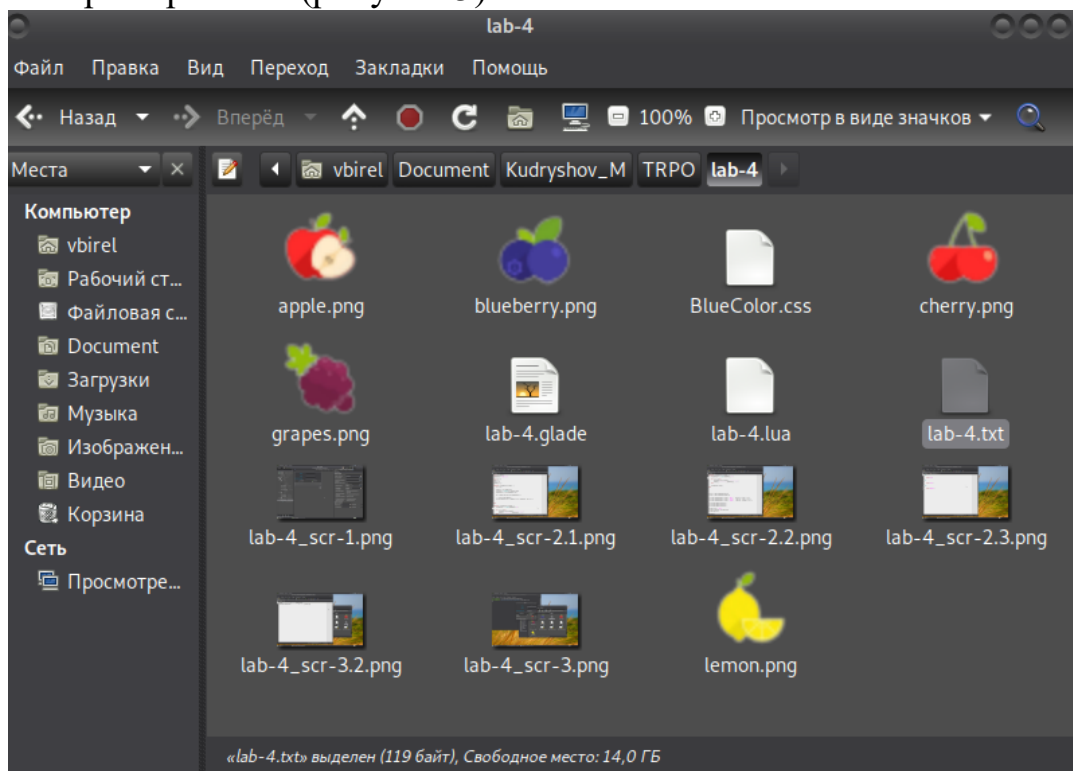 lab-4
Файл Правка Вид Переход Закладки Помощь
Назад Вперёд 100% Просмотр в виде значков
Места vbirel Document Kudryshov_M TRPO lab-4
Компьютер
vbirel
Рабочий ст...
Файловая с...
Document
Загрузки
Музыка
Изображен...
Видео
Корзина
Сеть
Просмотре...
apple.png blueberry.png BlueColor.css cherry.png
grapes.png lab-4.glade lab-4.lua lab-4.txt
lab-4_scr-1.png lab-4_scr-2.1.png lab-4_scr-2.2.png lab-4_scr-2.3.png
lab-4_scr-3.2.png lab-4_scr-3.png lemon.png
«lab-4.txt» выделен (119 байт), Свободное место: 14,0 ГБ